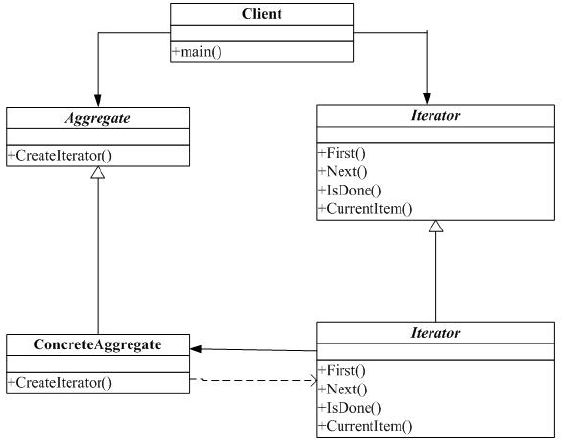 Client
+main()
Aggregate
+CreateIterator()
Iterator
+First()
+Next()
+IsDone()
+CurrentItem()
ConcreteAggregate
+CreateIterator()
Iterator
+First()
+Next()
+IsDone()
+CurrentItem()